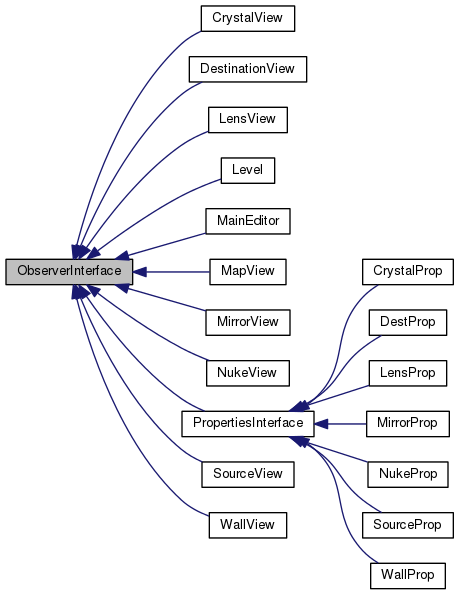 CrystalView
DestinationView
LensView
Level
MainEditor
ObserverInterface
MapView
MirrorView
NukeView
PropertiesInterface
SourceView
WallView
CrystalProp
DestProp
LensProp
MirrorProp
NukeProp
SourceProp
WallProp